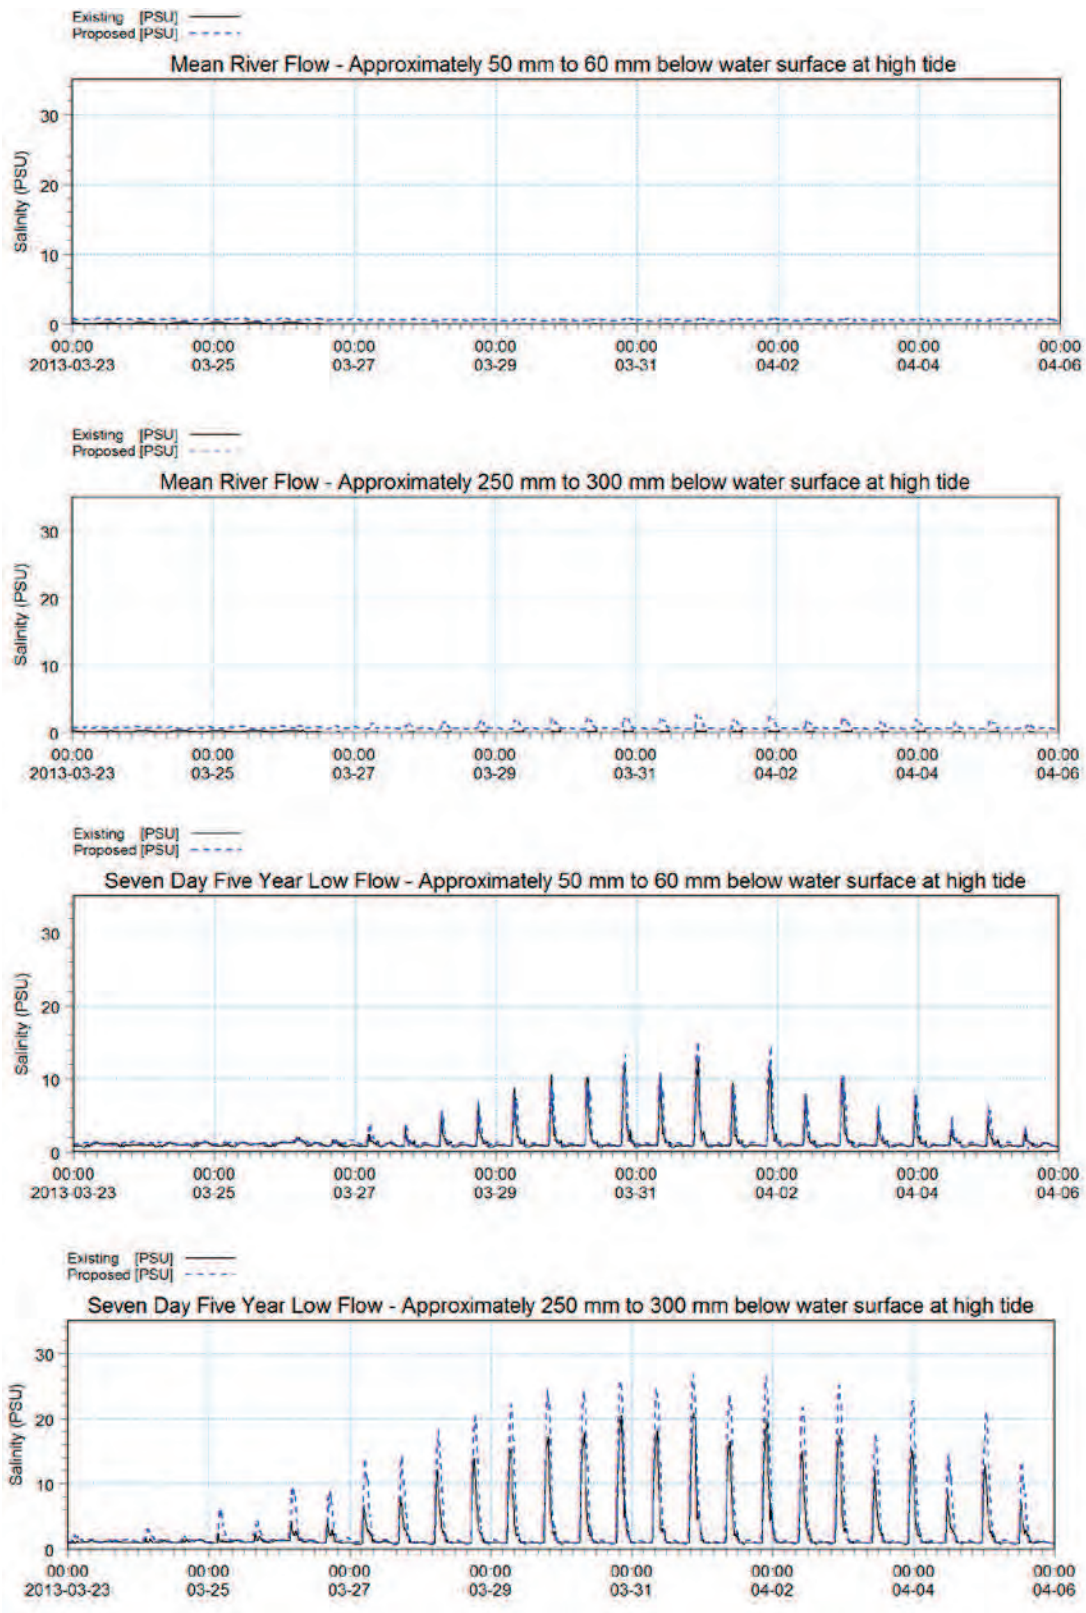 Existing [PSU]
Proposed [PSU]
Mean River Flow - Approximately 50 mm to 60 mm below water surface at high tide
Salinity (PSU)
30
20
10
0
00:00 00:00 00:00 00:00 00:00 00:00 00:00 00:00
2013-03-23 03-25 03-27 03-29 03-31 04-02 04-04 04-06
Existing [PSU]
Proposed [PSU]
Mean River Flow - Approximately 250 mm to 300 mm below water surface at high tide
Salinity (PSU)
30
20
10
0
00:00 00:00 00:00 00:00 00:00 00:00 00:00 00:00
2013-03-23 03-25 03-27 03-29 03-31 04-02 04-04 04-06
Existing [PSU]
Proposed [PSU]
Seven Day Five Year Low Flow - Approximately 50 mm to 60 mm below water surface at high tide
Salinity (PSU)
30
20
10
0
00:00 00:00 00:00 00:00 00:00 00:00 00:00 00:00
2013-03-23 03-25 03-27 03-29 03-31 04-02 04-04 04-06
Existing [PSU]
Proposed [PSU]
Seven Day Five Year Low Flow - Approximately 250 mm to 300 mm below water surface at high tide
Salinity (PSU)
30
20
10
0
00:00 00:00 00:00 00:00 00:00 00:00 00:00 00:00
2013-03-23 03-25 03-27 03-29 03-31 04-02 04-04 04-06